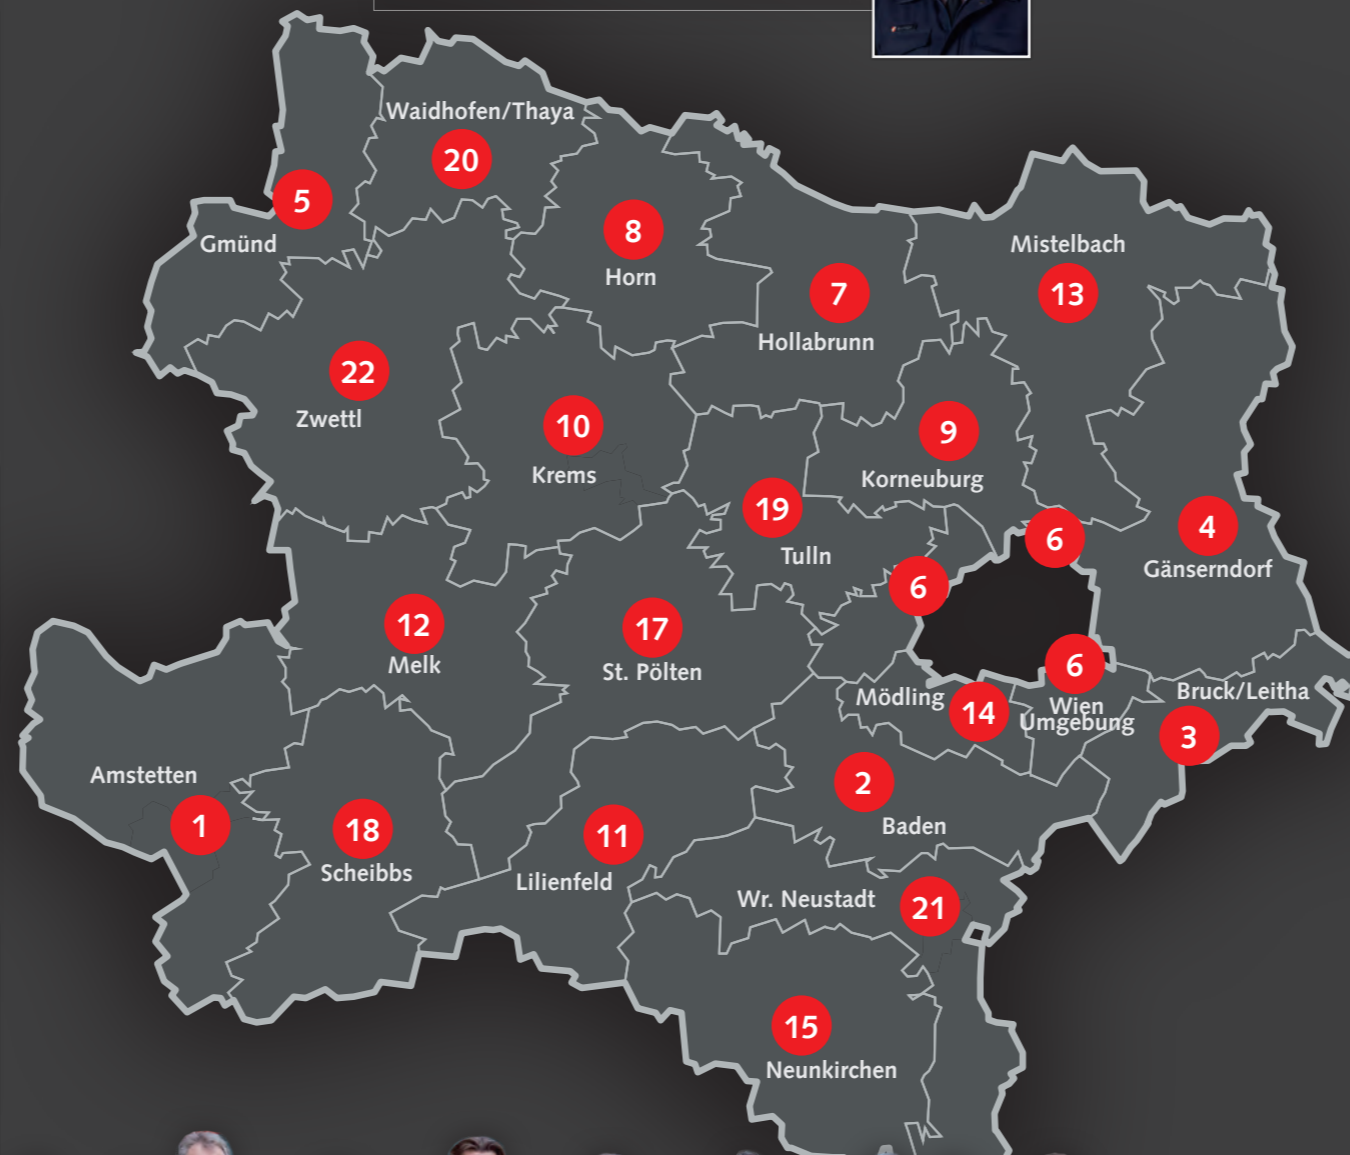 Waidhofen/Thaya
20
5
Gmünd
8
Horn
Mistelbach
13
7
Hollabrunn
22
Zwettl
10
Krems
9
Korneuburg
19
Tulln
4
Gänserndorf
6
6
12
Melk
17
St. Pölten
6
Wien
Umgebung
Mödling
14
Bruck/Leitha
3
Amstetten
1
18
Scheibbs
11
Lilienfeld
2
Baden
Wr. Neustadt
21
15
Neunkirchen